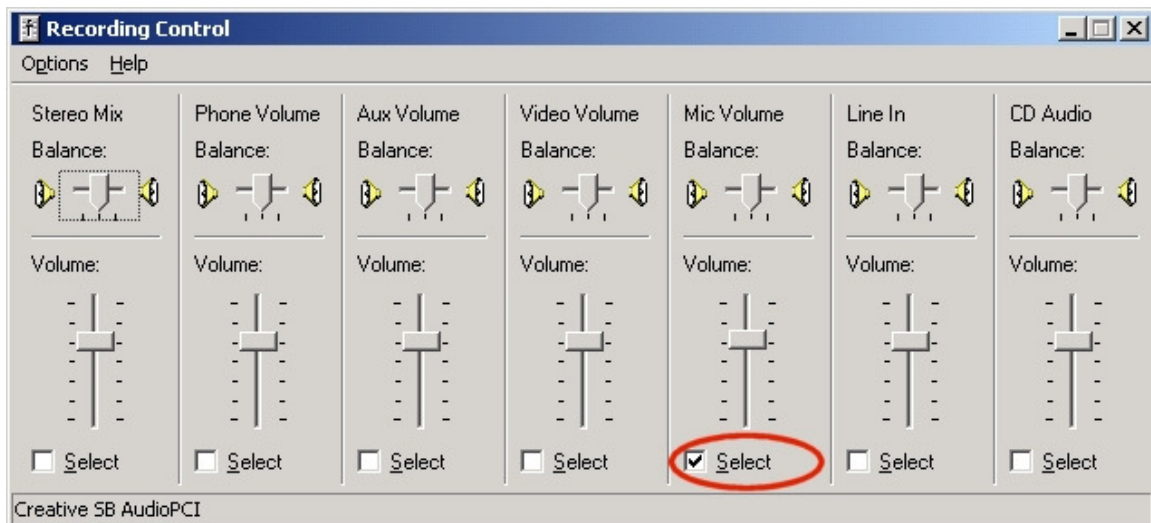 Recording Control
Options Help
Stereo Mix Phone Volume Aux Volume Video Volume Mic Volume Line In CD Audio
Balance: Balance: Balance: Balance: Balance: Balance: Balance:
Volume: Volume: Volume: Volume: Volume: Volume: Volume:
Select Select Select Select Select Select Select
Creative SB AudioPCI